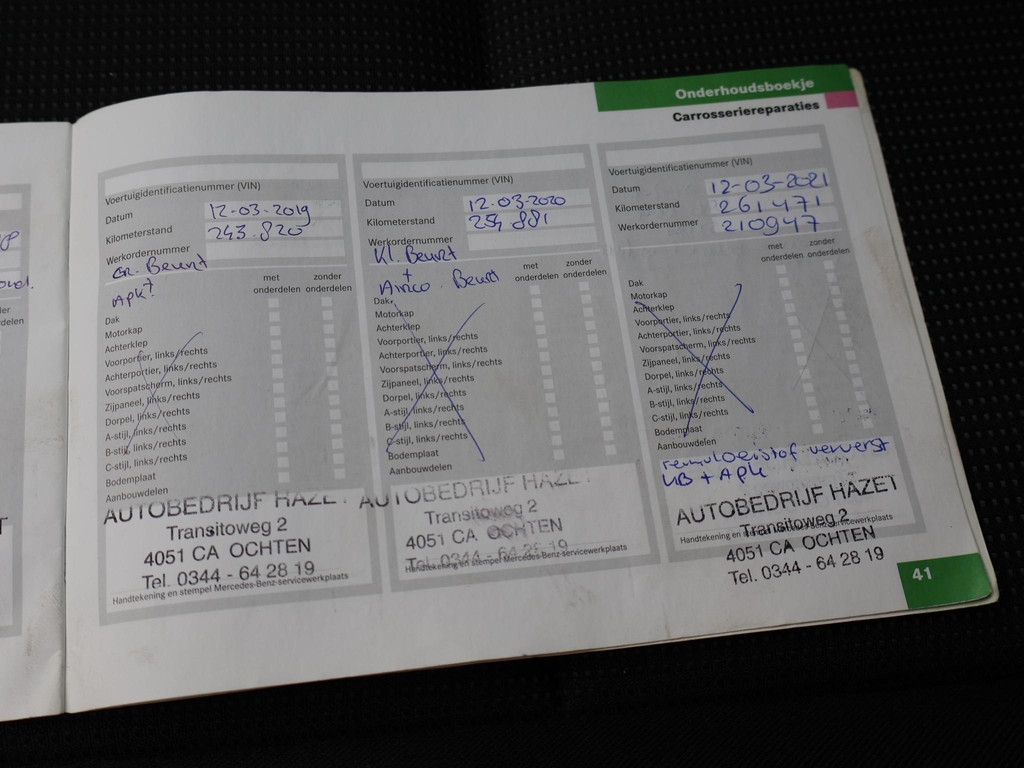 Onderhoudsboekje
Carrosseriereparaties
Voertuigidentificatienummer (VIN)
Datum 12-03-2019
Kilometerstand 243.820
Werkordernummer
Gr. Beurt
Apk+
met onderdelen
zonder onderdelen
Dak
Motorkap
Achterklep
Voorportier, links/rechts
Achterportier, links/rechts
Voorspatscherm, links/rechts
Zijpaneel, links/rechts
Dorpel, links/rechts
A-stijl, links/rechts
B-stijl, links/rechts
C-stijl, links/rechts
Bodemplaat
Aanbouwdelen
AUTOBEDRIJF HAZET
Transitoweg 2
4051 CA OCHTEN
Tel. 0344 - 64 28 19
Handtekening en stempel Mercedes-Benz-servicewerkplaats
Voertuigidentificatienummer (VIN)
Datum 12-03-2020
Kilometerstand
Werkordernummer
Kl. Beurt
+
Airco. Beurt
met onderdelen
zonder onderdelen
Dak
Motorkap
Achterklep
Voorportier, links/rechts
Achterportier, links/rechts
Voorspatscherm, links/rechts
Zijpaneel, links/rechts
Dorpel, links/rechts
A-stijl, links/rechts
B-stijl, links/rechts
C-stijl, links/rechts
Bodemplaat
Aanbouwdelen
AUTOBEDRIJF HAZET
Transitoweg 2
4051 CA OCHTEN
Tel. 0344 - 64 28 19
Handtekening en stempel Mercedes-Benz-servicewerkplaats
Voertuigidentificatienummer (VIN)
Datum 12-03-2021
Kilometerstand 261471
Werkordernummer 210947
met onderdelen
zonder onderdelen
Dak
Motorkap
Achterklep
Voorportier, links/rechts
Achterportier, links/rechts
Voorspatscherm, links/rechts
Zijpaneel, links/rechts
Dorpel, links/rechts
A-stijl, links/rechts
B-stijl, links/rechts
C-stijl, links/rechts
Bodemplaat
Aanbouwdelen
remvloeistof ververst
KB + Apk
AUTOBEDRIJF HAZET
Transitoweg 2
Handtekening en stempel Mercedes-Benz-servicewerkplaats
4051 CA OCHTEN
Tel. 0344 - 64 28 19
41